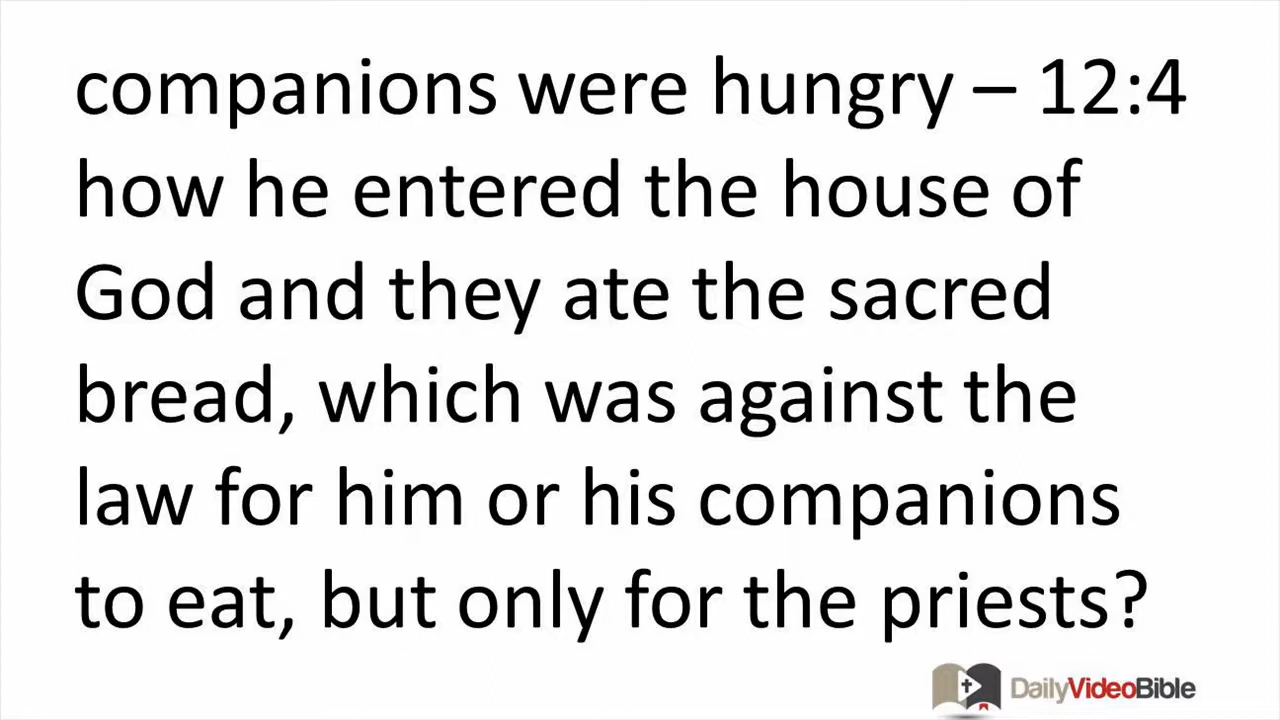 companions were hungry – 12:4
how he entered the house of
God and they ate the sacred
bread, which was against the
law for him or his companions
to eat, but only for the priests?
DailyVideoBible